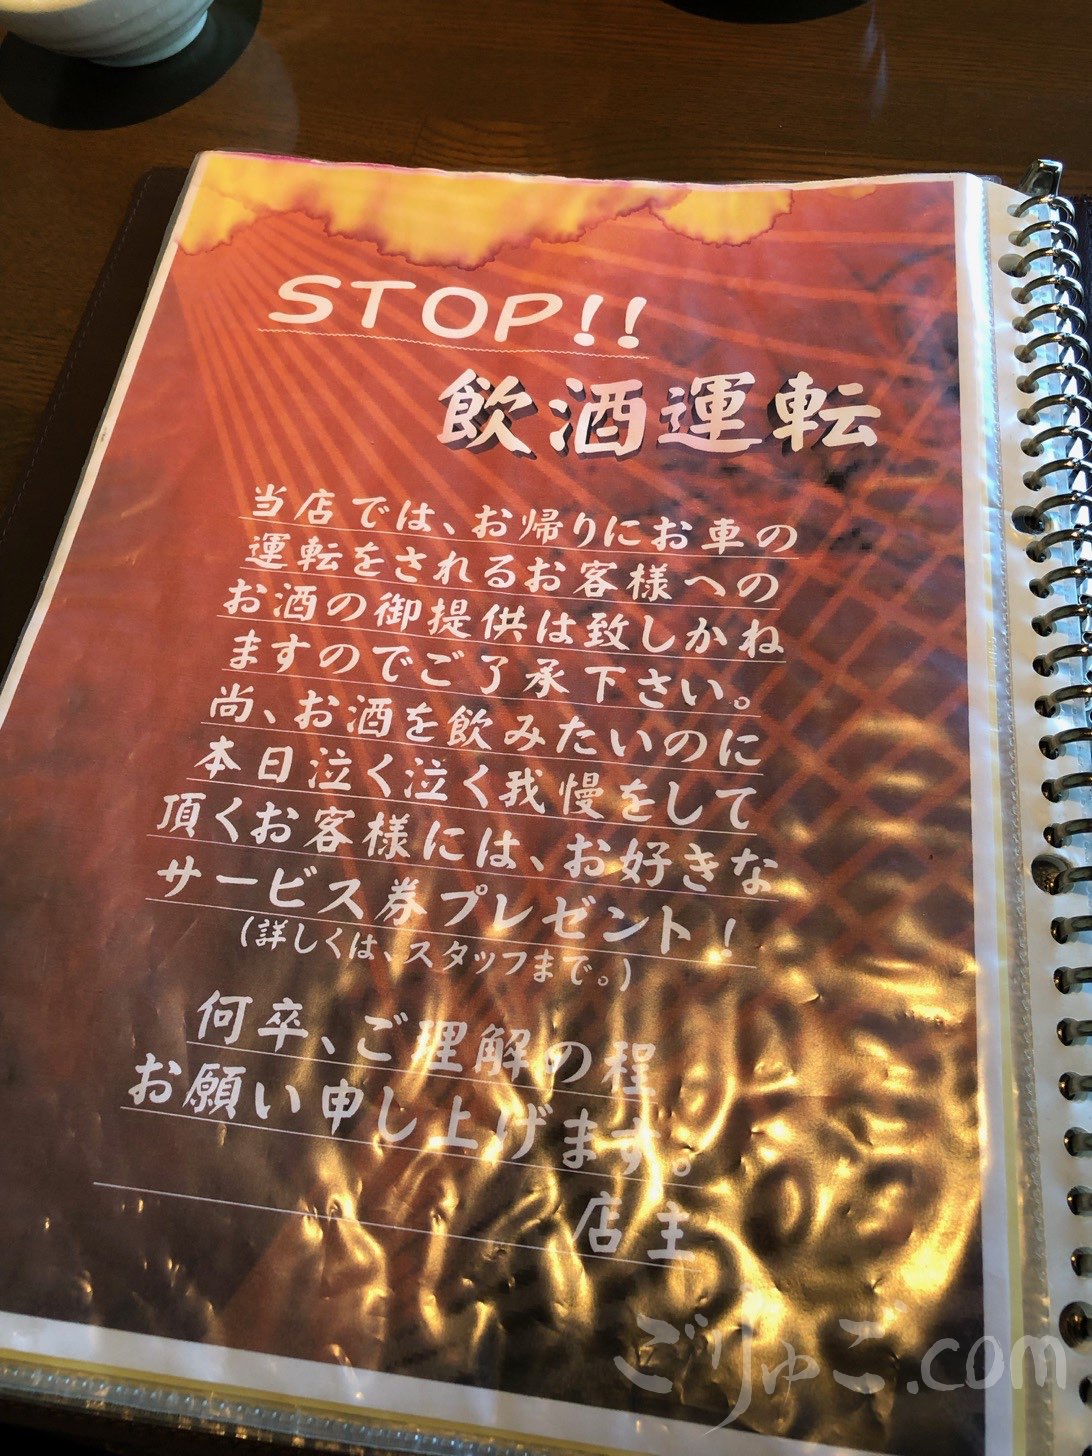 STOP!!
飲酒運転
当店では、お帰りにお車の
運転をされるお客様への
お酒の御提供は致しかね
ますのでご了承下さい。
尚、お酒を飲みたいのに
本日泣く泣く我慢をして
頂くお客様には、お好きな
サービス券プレゼント！
(詳しくは、スタッフまで。)
何卒、ご理解の程
お願い申し上げます。
店主
ごりゅご.com